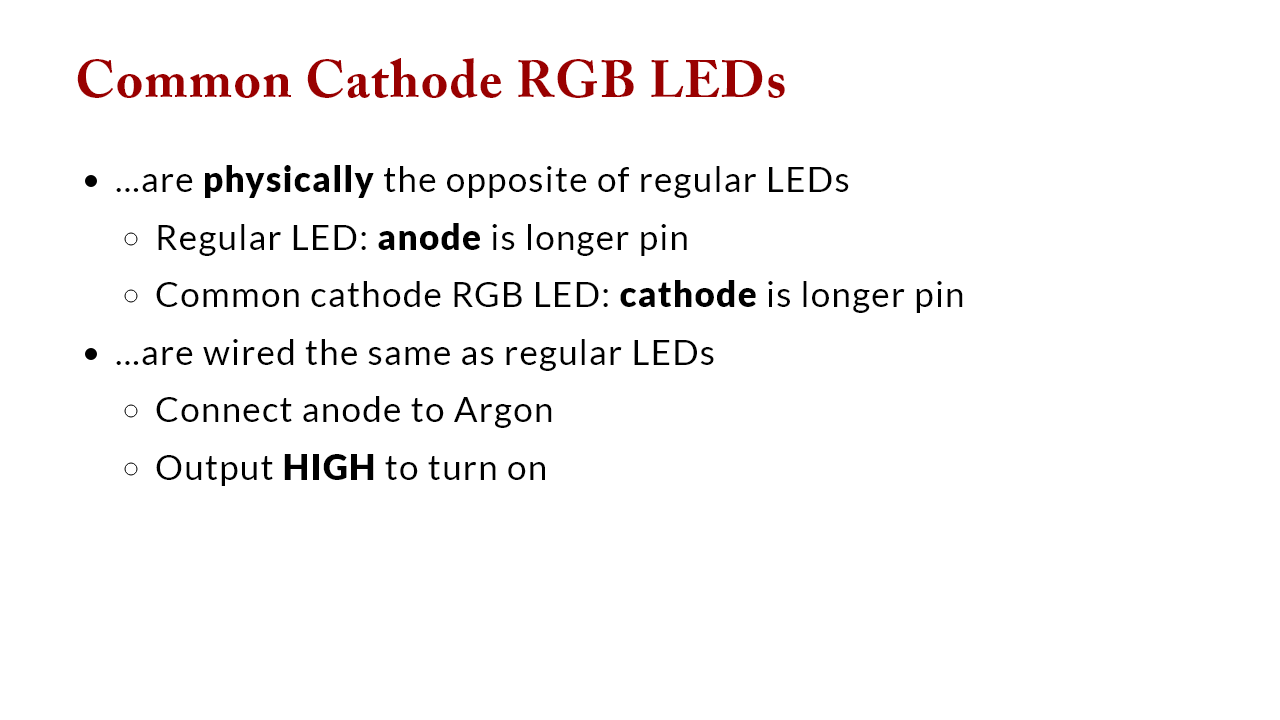 Common Cathode RGB LEDs
• ...are physically the opposite of regular LEDs
○ Regular LED: anode is longer pin
○ Common cathode RGB LED: cathode is longer pin
• ...are wired the same as regular LEDs
○ Connect anode to Argon
○ Output HIGH to turn on